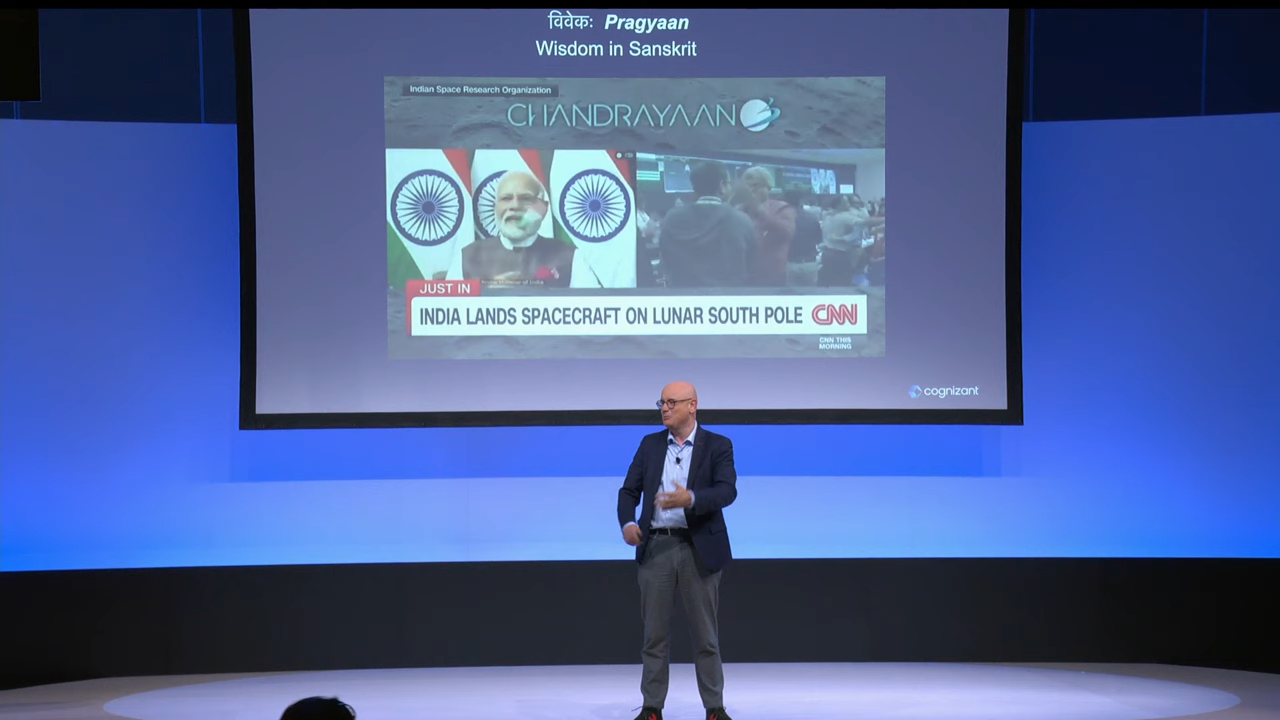 विवेकः Pragyaan
Wisdom in Sanskrit
Indian Space Research Organization
CHANDRAYAAN
JUST IN
INDIA LANDS SPACECRAFT ON LUNAR SOUTH POLE
CNN
CNN THIS
MORNING
cognizant